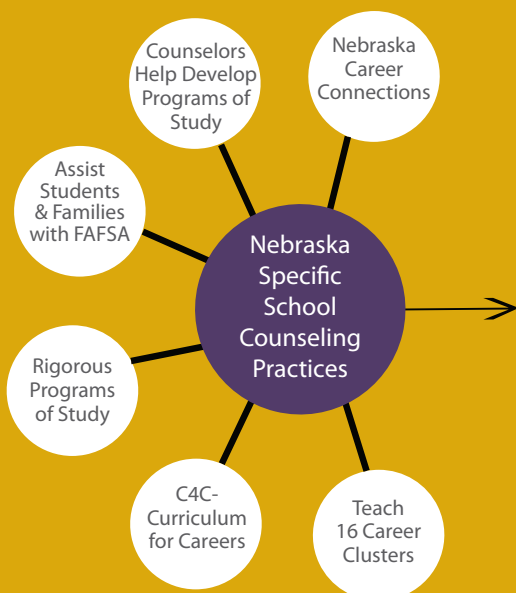 Counselors
Help Develop
Programs of
Study
Nebraska
Career
Connections
Assist
Students
& Families
with FAFSA
Nebraska
Specific
School
Counseling
Practices
Rigorous
Programs
of Study
C4C-
Curriculum
for Careers
Teach
16 Career
Clusters